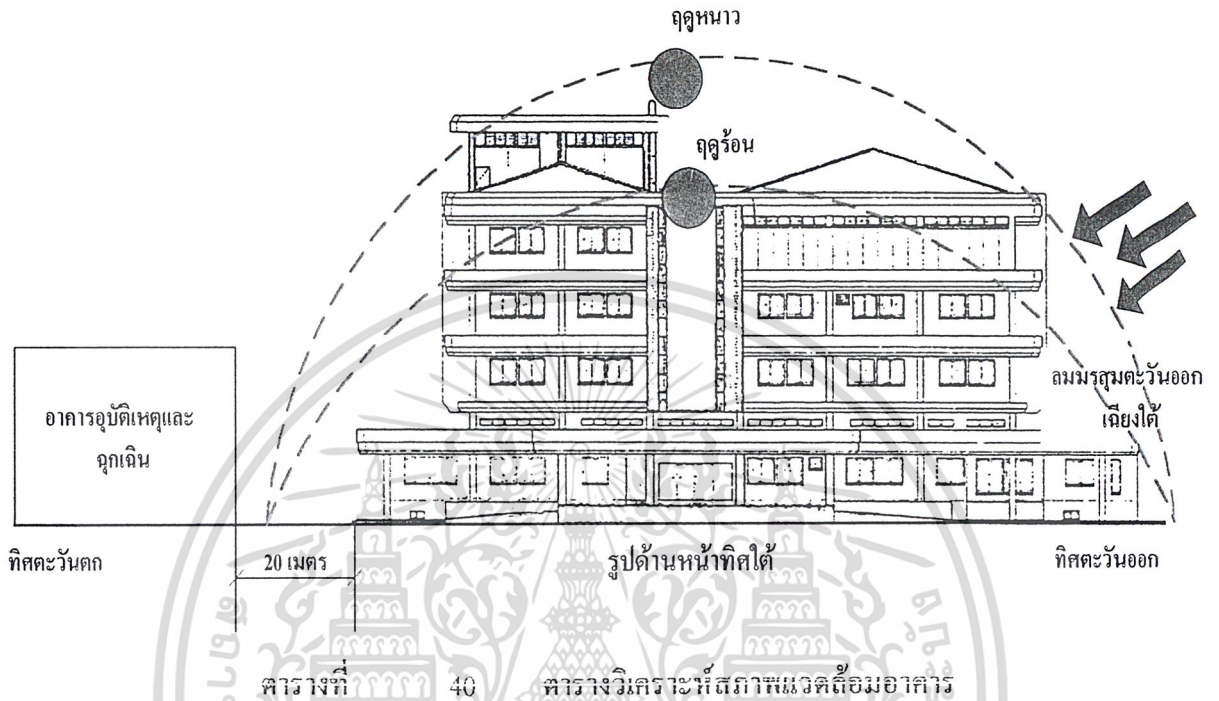 ฤดูหนาว
ฤดูร้อน
ลมมรสุมตะวันออก
เฉียงใต้
อาคารอุบัติเหตุและ
ฉุกเฉิน
ทิศตะวันตก
20 เมตร
รูปด้านหน้าทิศใต้
ทิศตะวันออก
ตารางที่ 40 ตารางวิเคราะห์สภาพแวดล้อมอาคาร